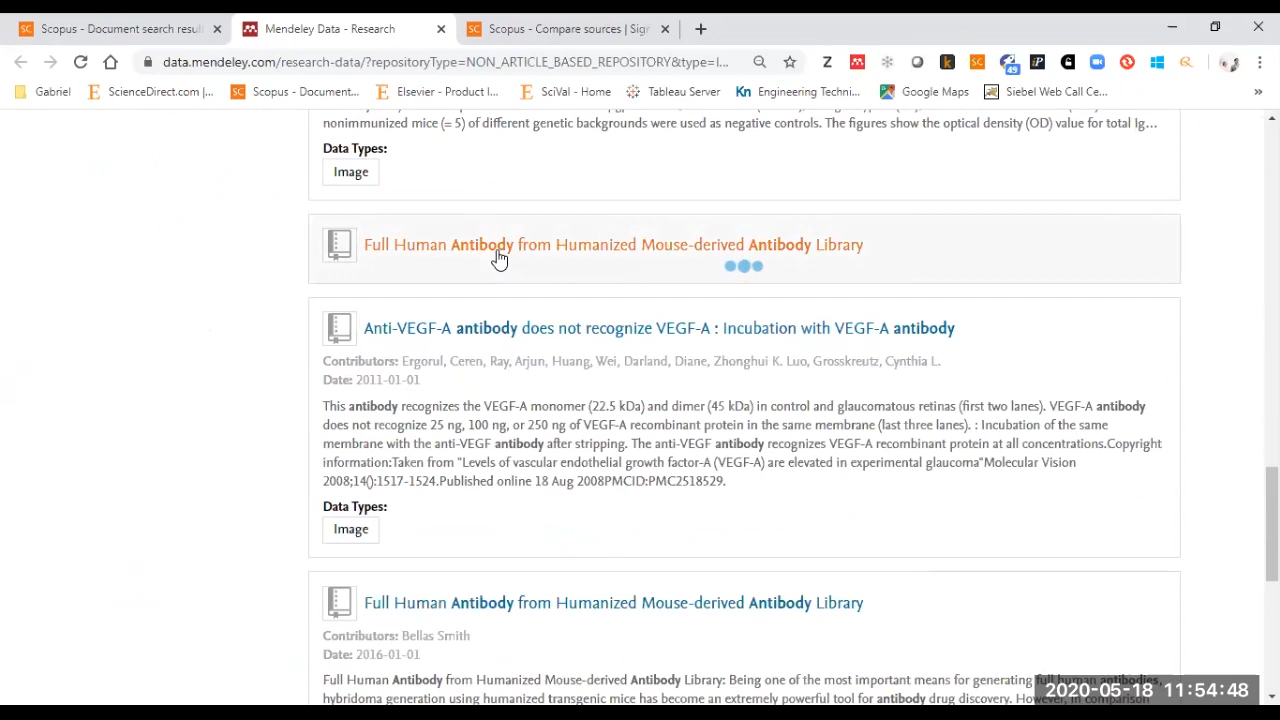 Scopus - Document search resul
Mendeley Data - Research
Scopus - Compare sources | Sig
data.mendeley.com/research-data/?repositoryType=NON_ARTICLE_BASED_REPOSITORY&type=I...
49
Gabriel
ScienceDirect.com |...
Scopus - Document...
Elsevier - Product I...
SciVal - Home
Tableau Server
Kn Engineering Techni...
Google Maps
Siebel Web Call Ce...
nonimmunized mice (= 5) of different genetic backgrounds were used as negative controls. The figures show the optical density (OD) value for total Ig...
Data Types:
Image
Full Human Antibody from Humanized Mouse-derived Antibody Library
Anti-VEGF-A antibody does not recognize VEGF-A : Incubation with VEGF-A antibody
Contributors: Ergorul, Ceren, Ray, Arjun, Huang, Wei, Darland, Diane, Zhonghui K. Luo, Grosskreutz, Cynthia L.
Date: 2011-01-01
This antibody recognizes the VEGF-A monomer (22.5 kDa) and dimer (45 kDa) in control and glaucomatous retinas (first two lanes). VEGF-A antibody
does not recognize 25 ng, 100 ng, or 250 ng of VEGF-A recombinant protein in the same membrane (last three lanes). : Incubation of the same
membrane with the anti-VEGF antibody after stripping. The anti-VEGF antibody recognizes VEGF-A recombinant protein at all concentrations.Copyright
information:Taken from "Levels of vascular endothelial growth factor-A (VEGF-A) are elevated in experimental glaucoma"Molecular Vision
2008;14():1517-1524.Published online 18 Aug 2008PMCID:PMC2518529.
Data Types:
Image
Full Human Antibody from Humanized Mouse-derived Antibody Library
Contributors: Bellas Smith
Date: 2016-01-01
Full Human Antibody from Humanized Mouse-derived Antibody Library: Being one of the most important means for generating full human antibodies,
hybridoma generation using humanized transgenic mice has become an extremely powerful tool for antibody drug discovery. However, in comparison
2020-05-18 11:54:48